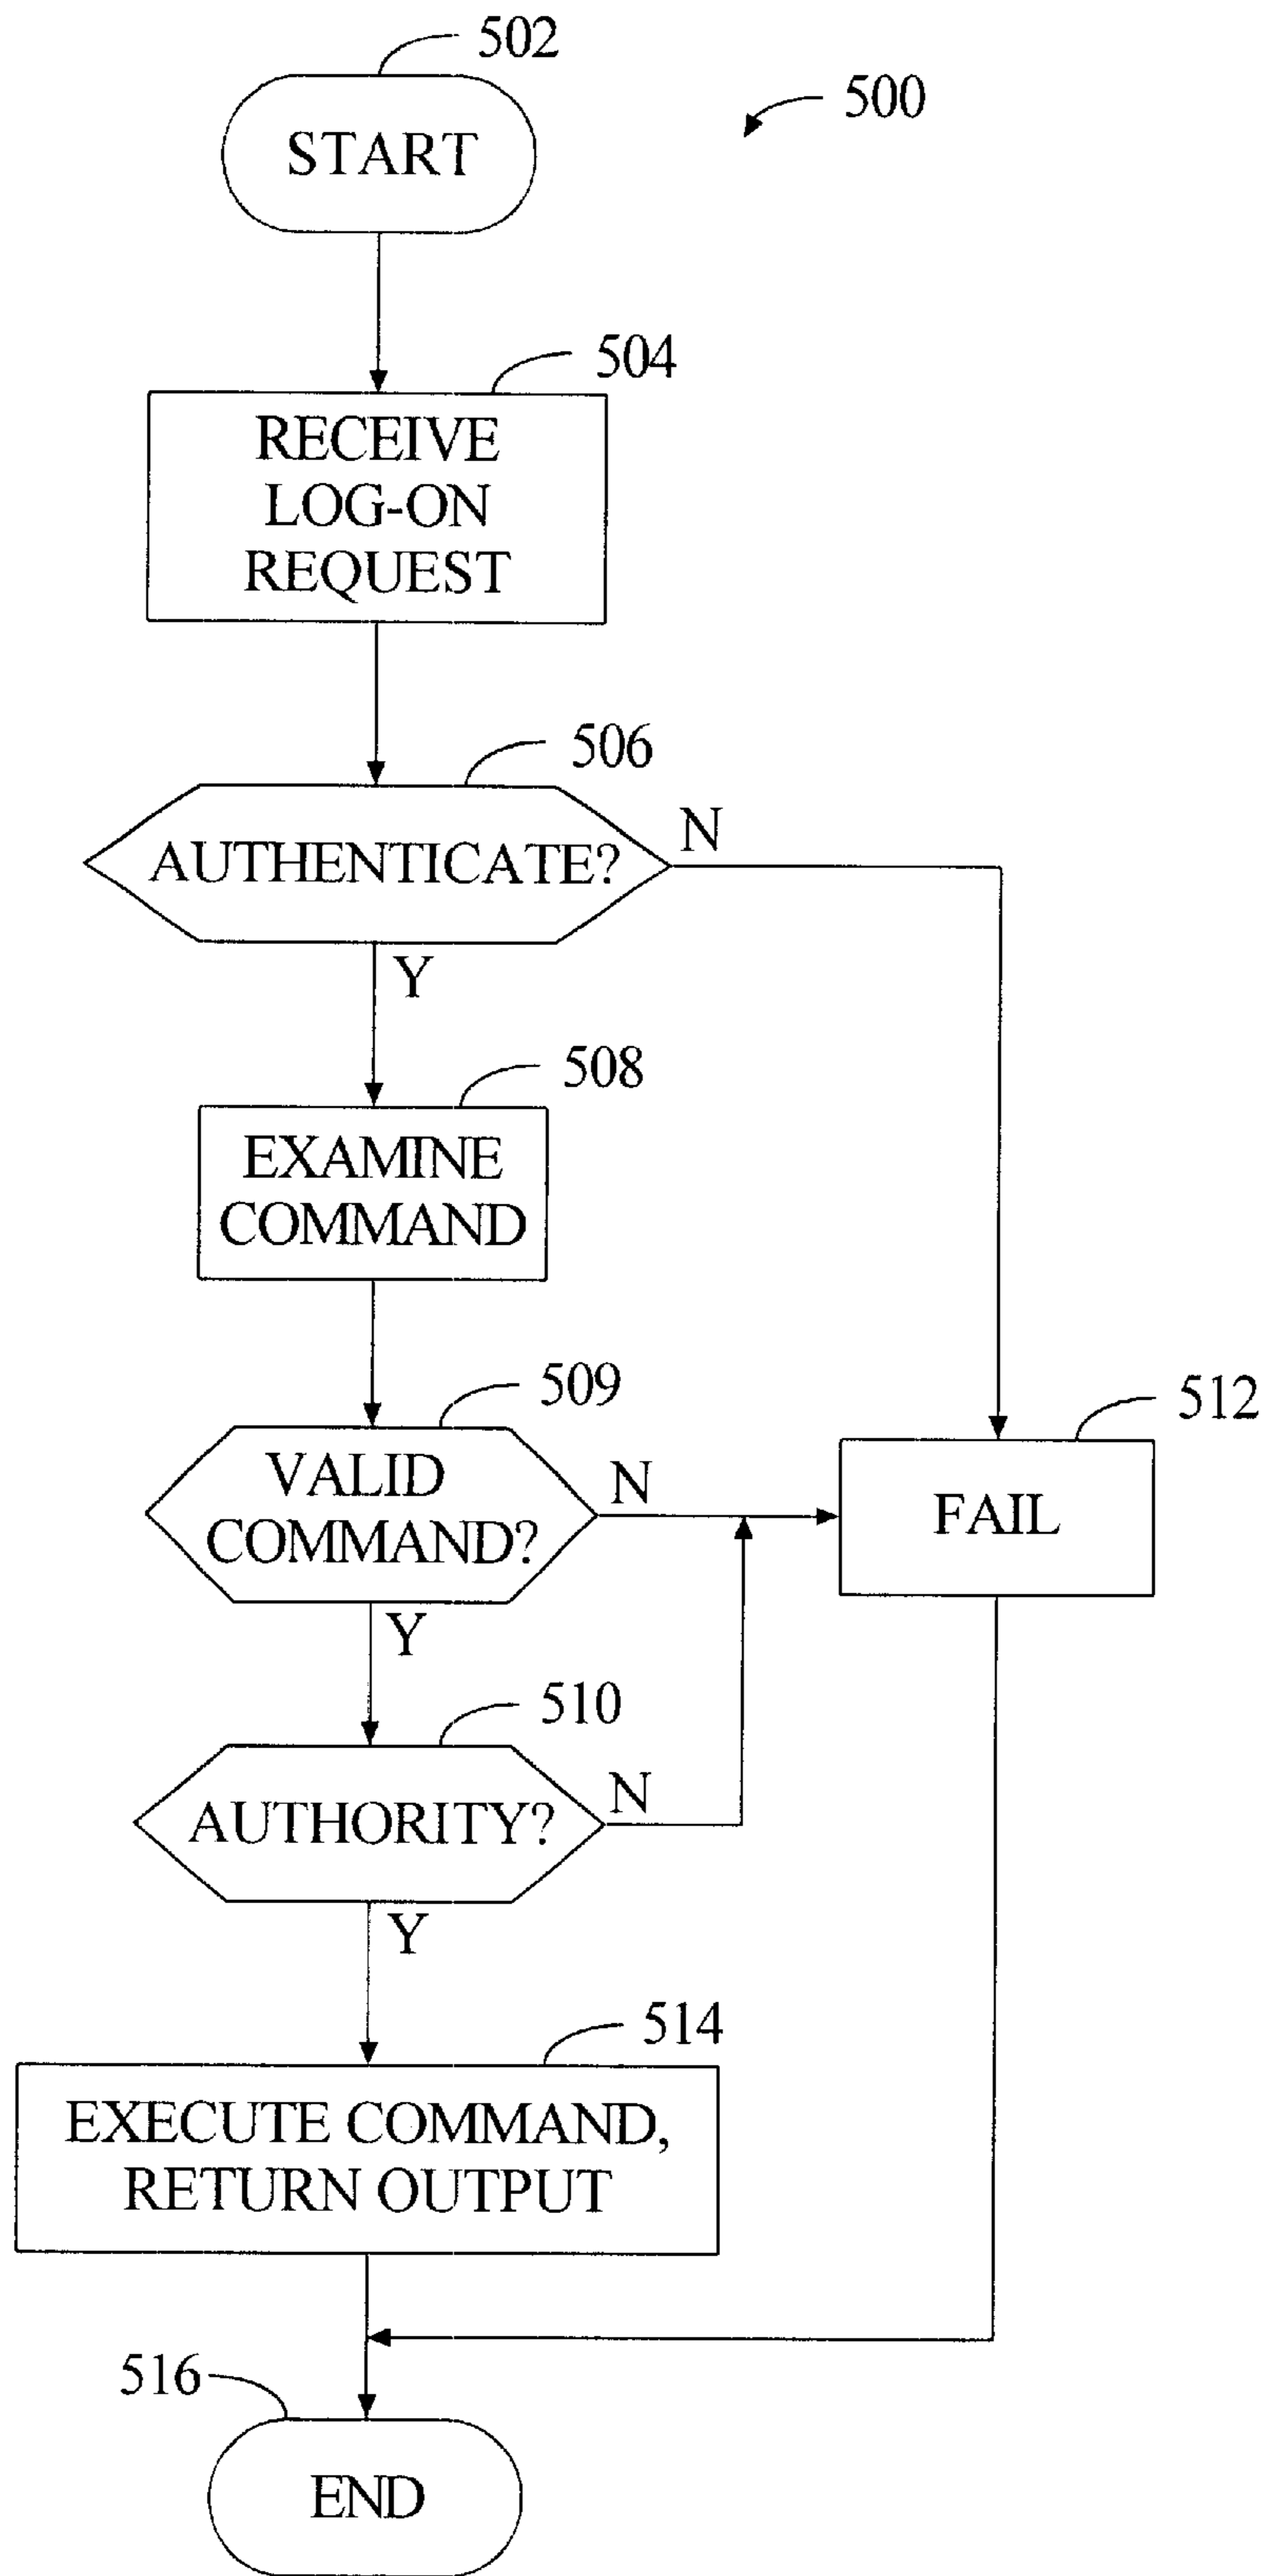 502
500
START
504
RECEIVE
LOG-ON
REQUEST
506
AUTHENTICATE?
N
Y
508
EXAMINE
COMMAND
509
VALID
COMMAND?
N
Y
512
FAIL
510
AUTHORITY?
N
Y
514
EXECUTE COMMAND,
RETURN OUTPUT
516
END